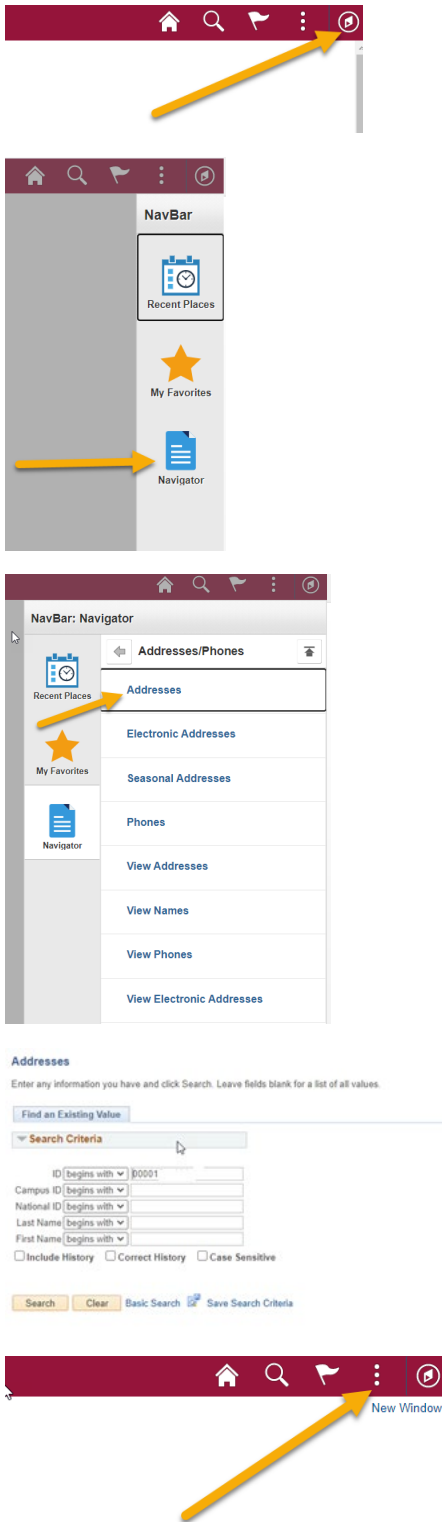 NavBar
Recent Places
My Favorites
Navigator
NavBar: Navigator
Addresses/Phones
Recent Places
Addresses
Electronic Addresses
My Favorites
Seasonal Addresses
Phones
Navigator
View Addresses
View Names
View Phones
View Electronic Addresses
Addresses
Enter any information you have and click Search. Leave fields blank for a list of all values.
Find an Existing Value
Search Criteria
ID begins with 00001
Campus ID begins with
National ID begins with
Last Name begins with
First Name begins with
Include History Correct History Case Sensitive
Search Clear Basic Search Save Search Criteria
New Window